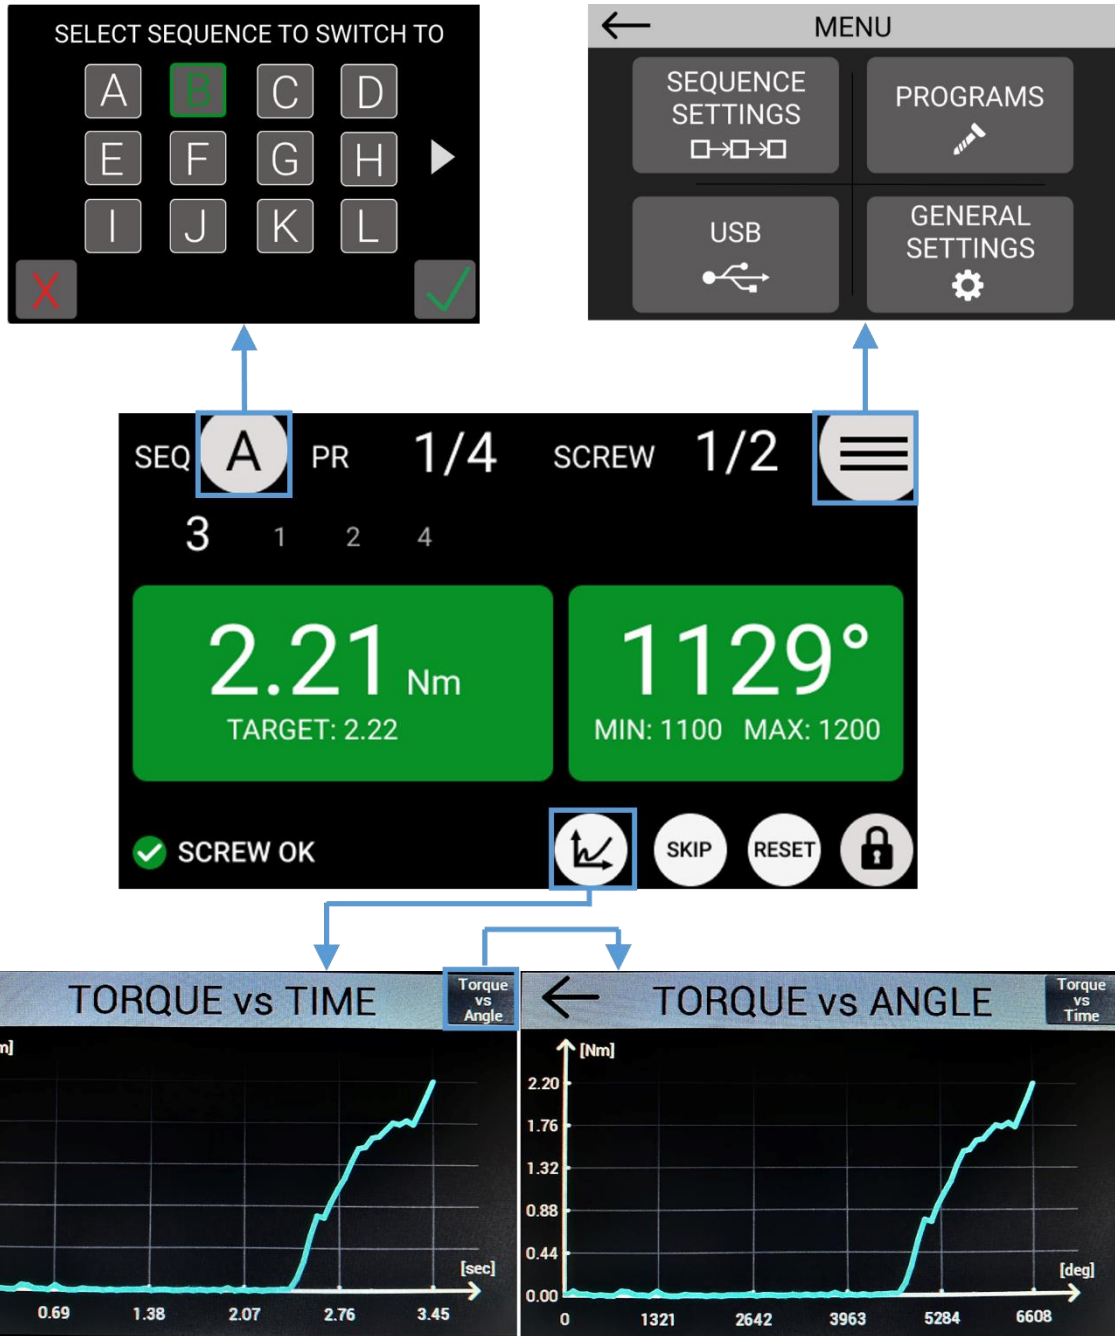 SELECT SEQUENCE TO SWITCH TO
A B C D
E F G H
I J K L
X
MENU
SEQUENCE
SETTINGS
PROGRAMS
USB
GENERAL
SETTINGS
SEQ A PR 1/4 SCREW 1/2
3 1 2 4
2.21 Nm
TARGET: 2.22
1129°
MIN: 1100 MAX: 1200
SCREW OK
SKIP
RESET
TORQUE vs TIME
Torque
vs
Angle
m]
[sec]
0.69 1.38 2.07 2.76 3.45
TORQUE vs ANGLE
Torque
vs
Time
[Nm]
2.20
1.76
1.32
0.88
0.44
0.00
[deg]
0 1321 2642 3963 5284 6608